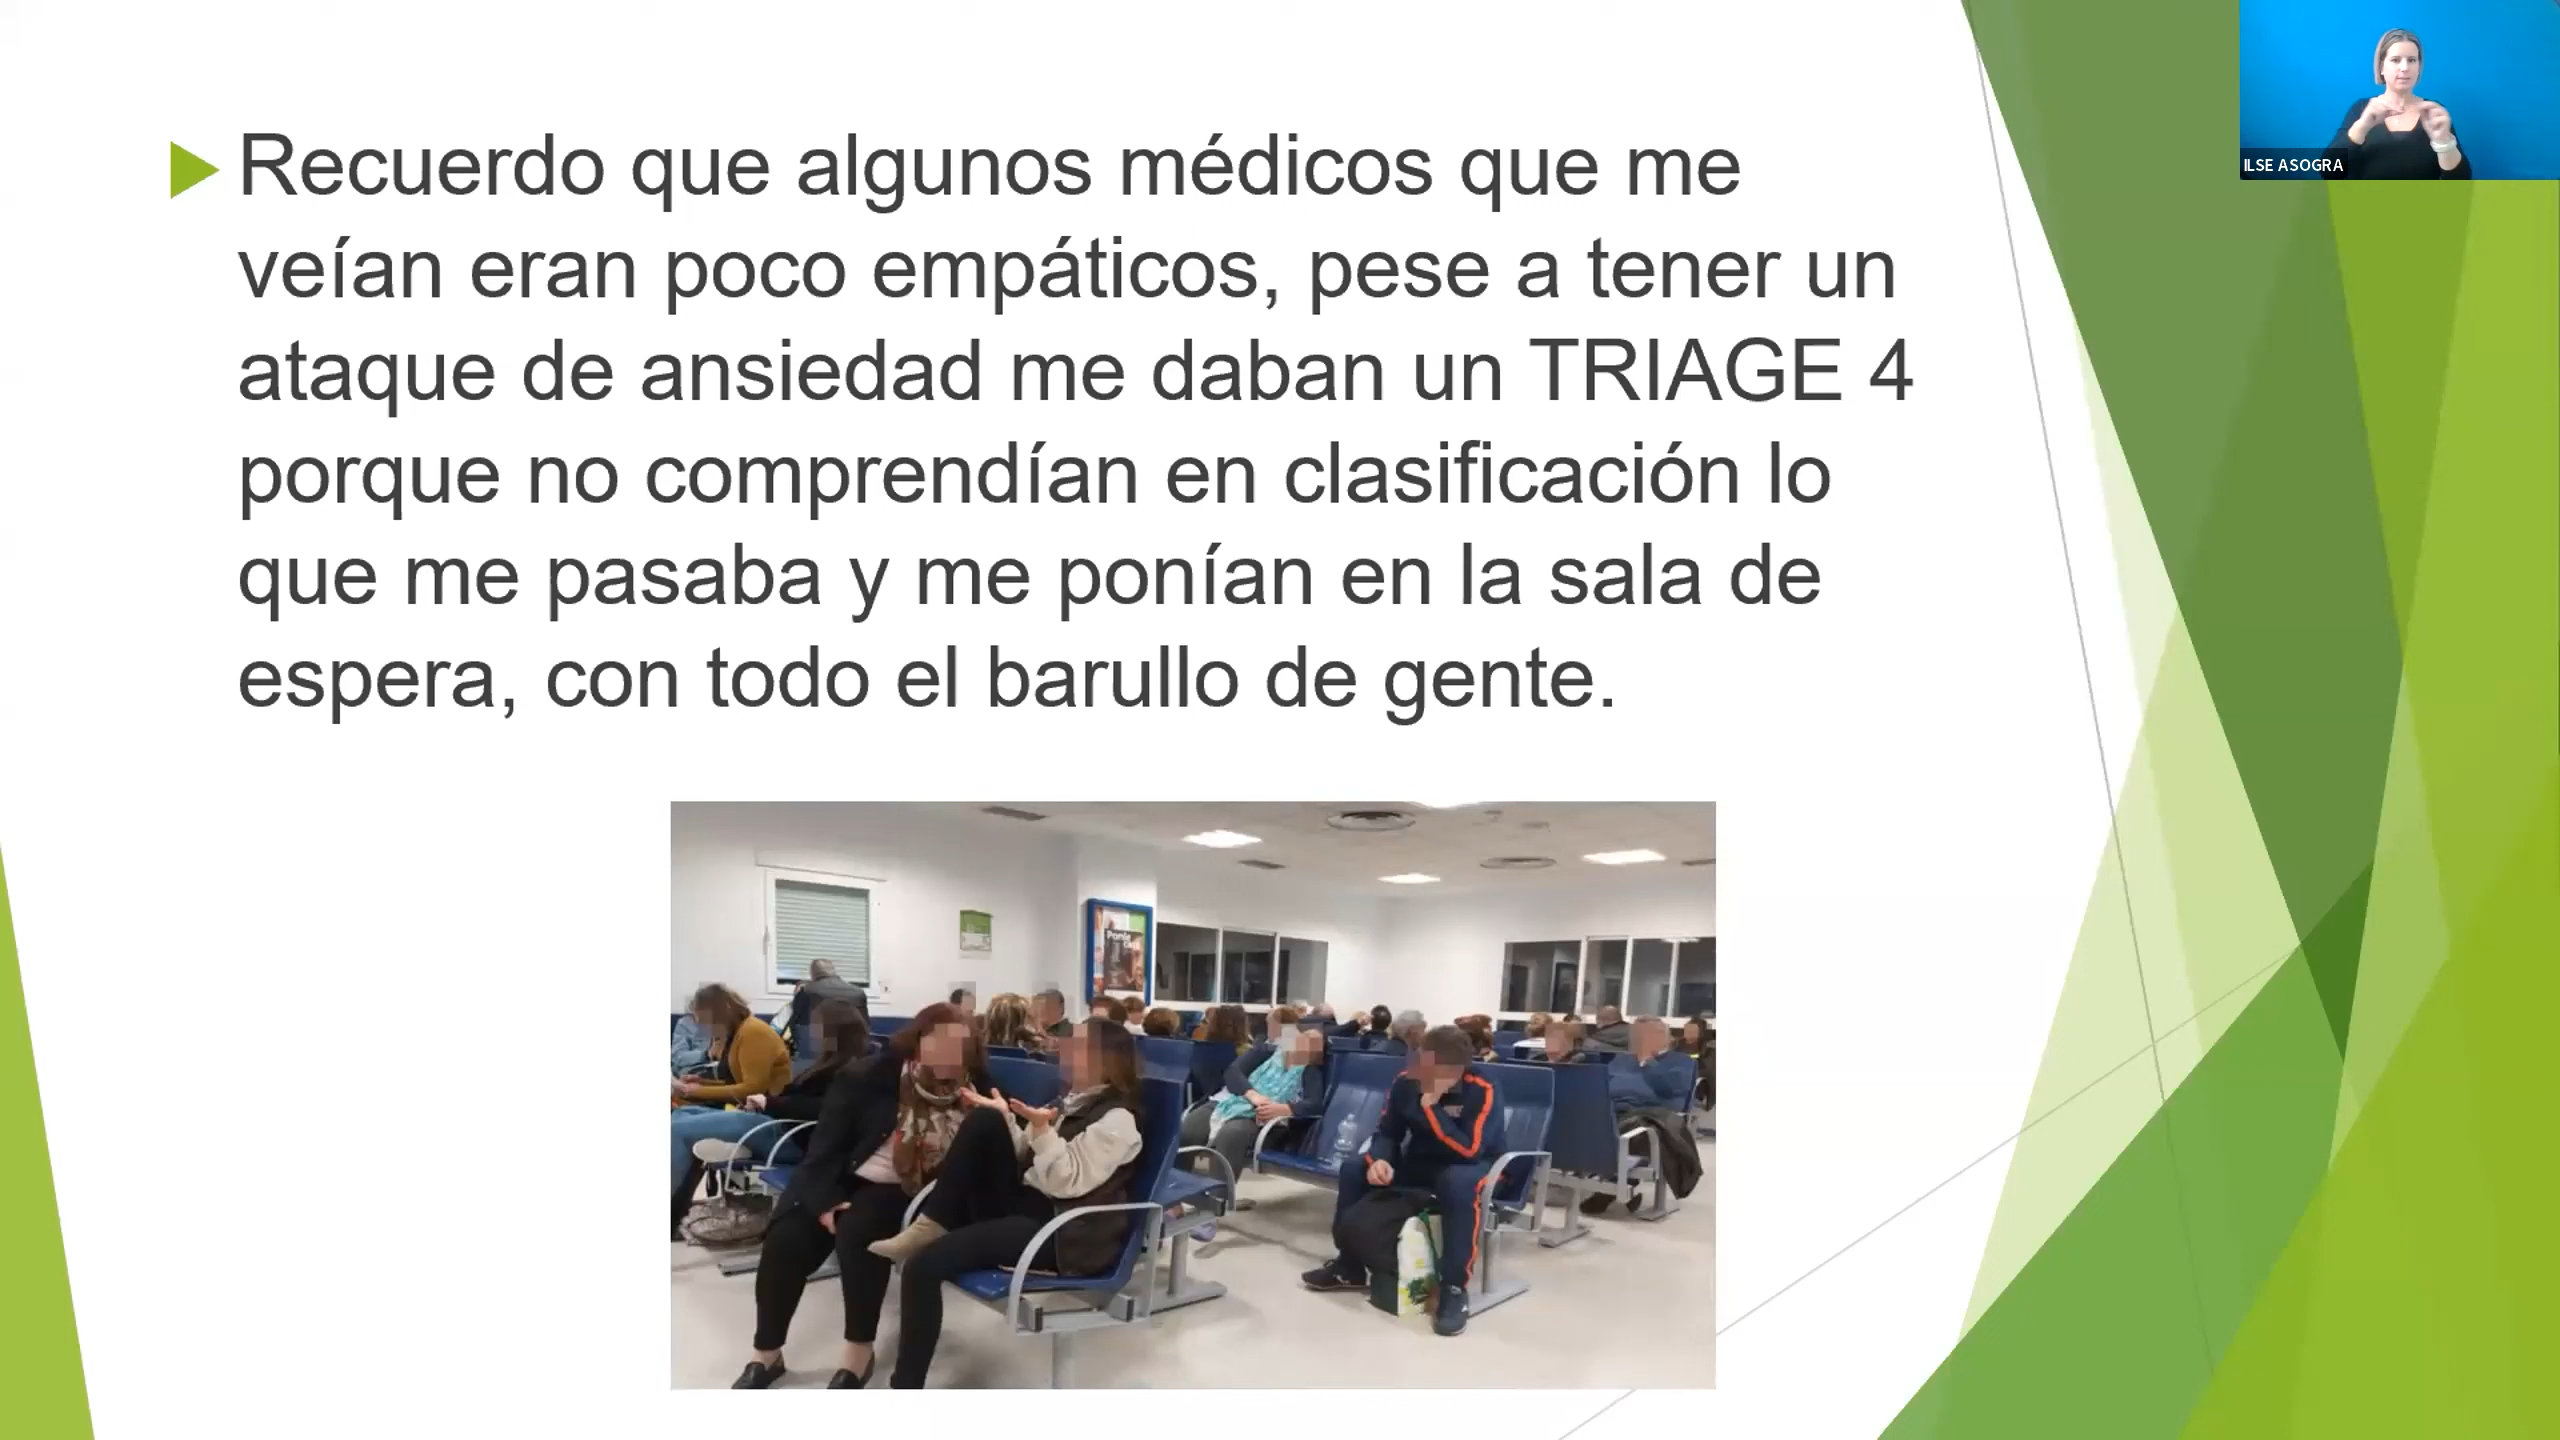 Recuerdo que algunos médicos que me
veían eran poco empáticos, pese a tener un
ataque de ansiedad me daban un TRIAGE 4
porque no comprendían en clasificación lo
que me pasaba y me ponían en la sala de
espera, con todo el barullo de gente.
ILSE ASOGRA